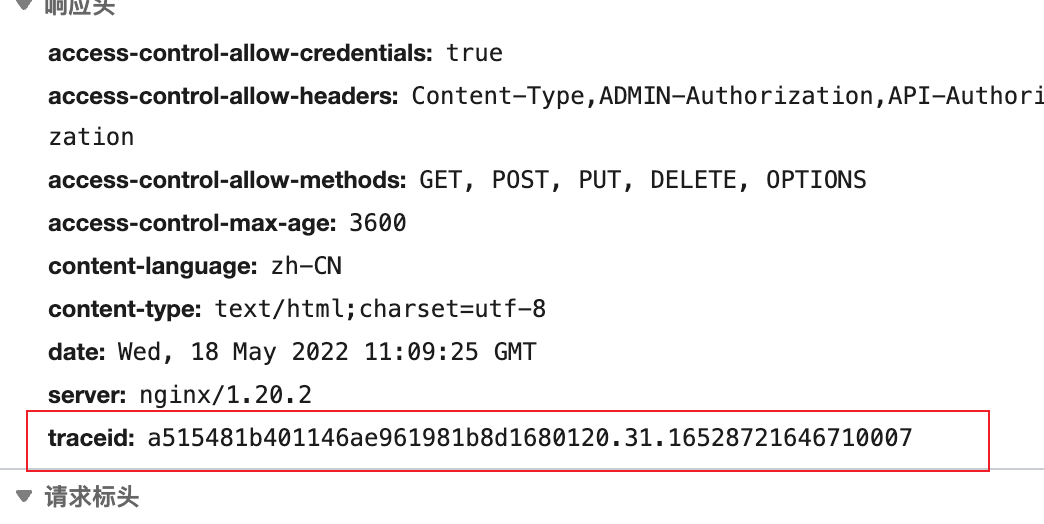 响应头
access-control-allow-credentials: true
access-control-allow-headers: Content-Type,ADMIN-Authorization,API-Authori
zation
access-control-allow-methods: GET, POST, PUT, DELETE, OPTIONS
access-control-max-age: 3600
content-language: zh-CN
content-type: text/html;charset=utf-8
date: Wed, 18 May 2022 11:09:25 GMT
server: nginx/1.20.2
traceid: a515481b401146ae961981b8d1680120.31.16528721646710007
请求标头